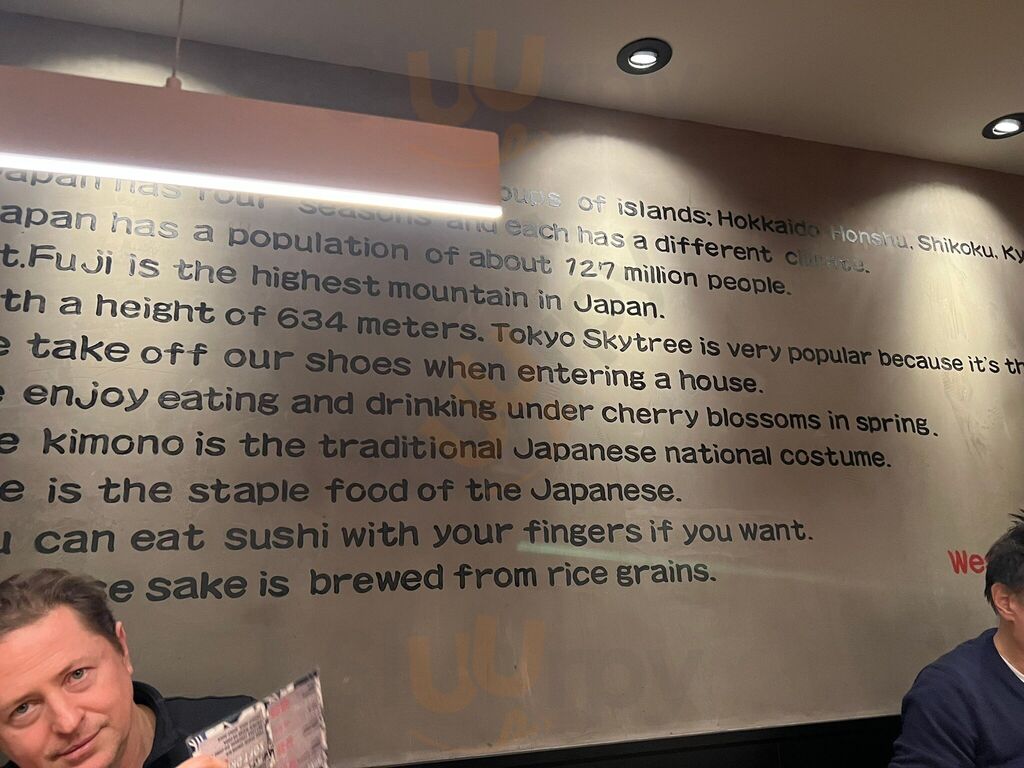 apan has four oups of islands: Hokkaido, Honshu, Shikoku, Ky
seasons and each has a different climate.
apan has a population of about 127 million people.
t.Fuji is the highest mountain in Japan.
th a height of 634 meters. Tokyo Skytree is very popular because it's th
e take off our shoes when entering a house.
e enjoy eating and drinking under cherry blossoms in spring.
e kimono is the traditional Japanese national costume.
e is the staple food of the Japanese.
u can eat sushi with your fingers if you want.
se sake is brewed from rice grains.
We